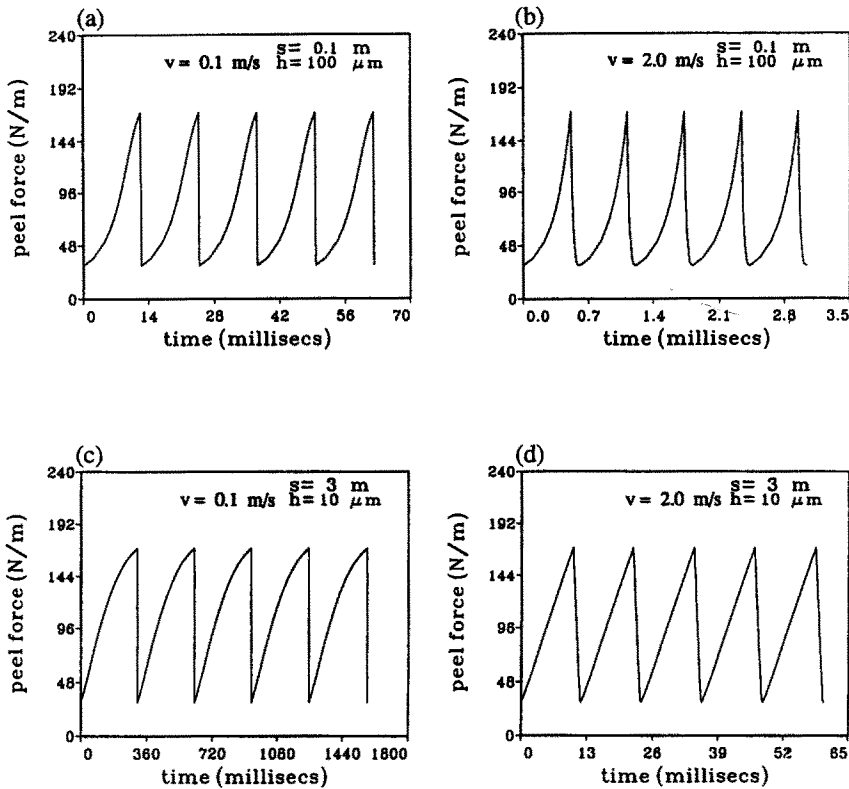 (a)
240
192
144
96
48
0
peel force (N/m)
s= 0.1 m
v= 0.1 m/s h= 100 μm
0 14 28 42 56 70
time (millisecs)
(b)
240
192
144
96
48
0
peel force (N/m)
s= 0.1 m
v= 2.0 m/s h= 100 μm
0.0 0.7 1.4 2.1 2.8 3.5
time (millisecs)
(c)
240
192
144
96
48
0
peel force (N/m)
s= 3 m
v= 0.1 m/s h= 10 μm
0 360 720 1080 1440 1800
time (millisecs)
(d)
240
192
144
96
48
0
peel force (N/m)
s= 3 m
v= 2.0 m/s h= 10 μm
0 13 26 39 52 65
time (millisecs)